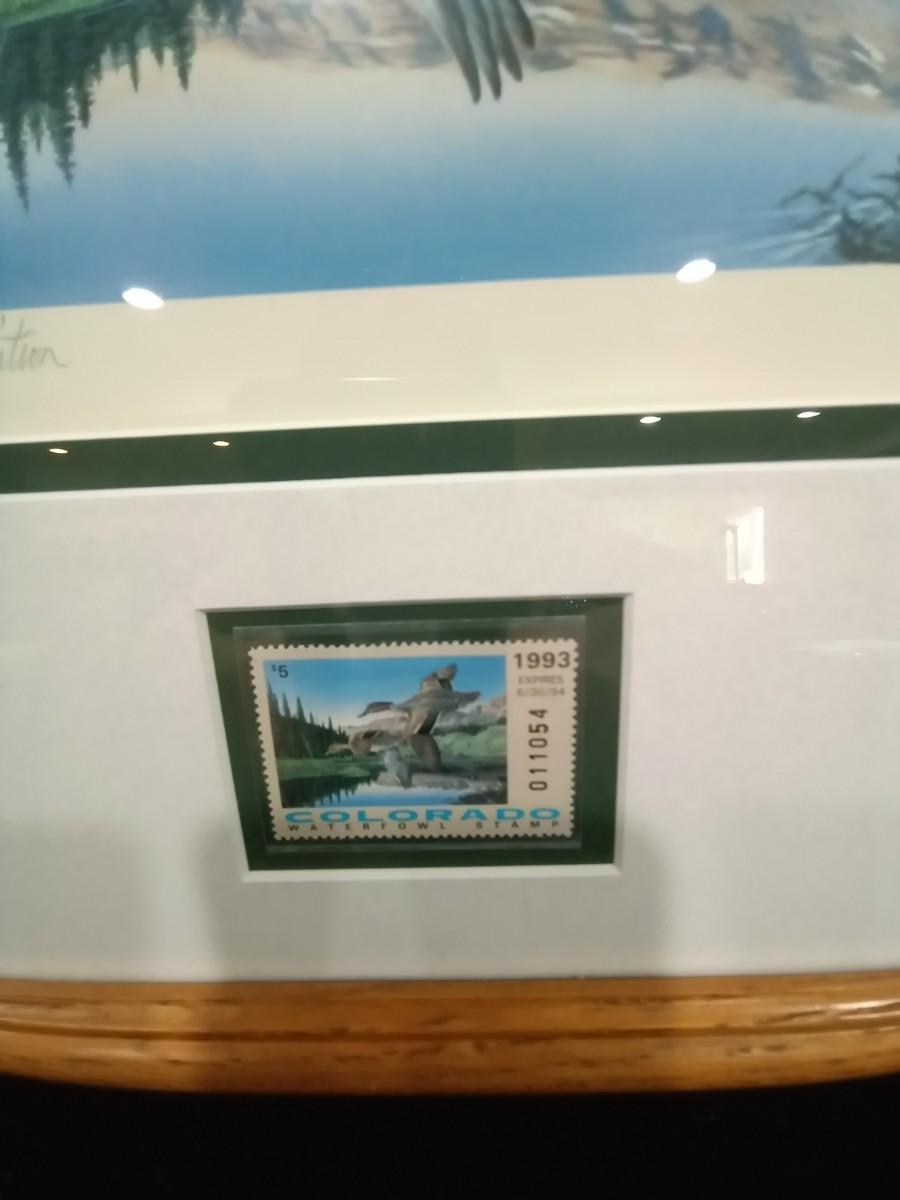 $5
1993
EXPIRES
6/30/94
011054
COLORADO
WATERFOWL STAMP